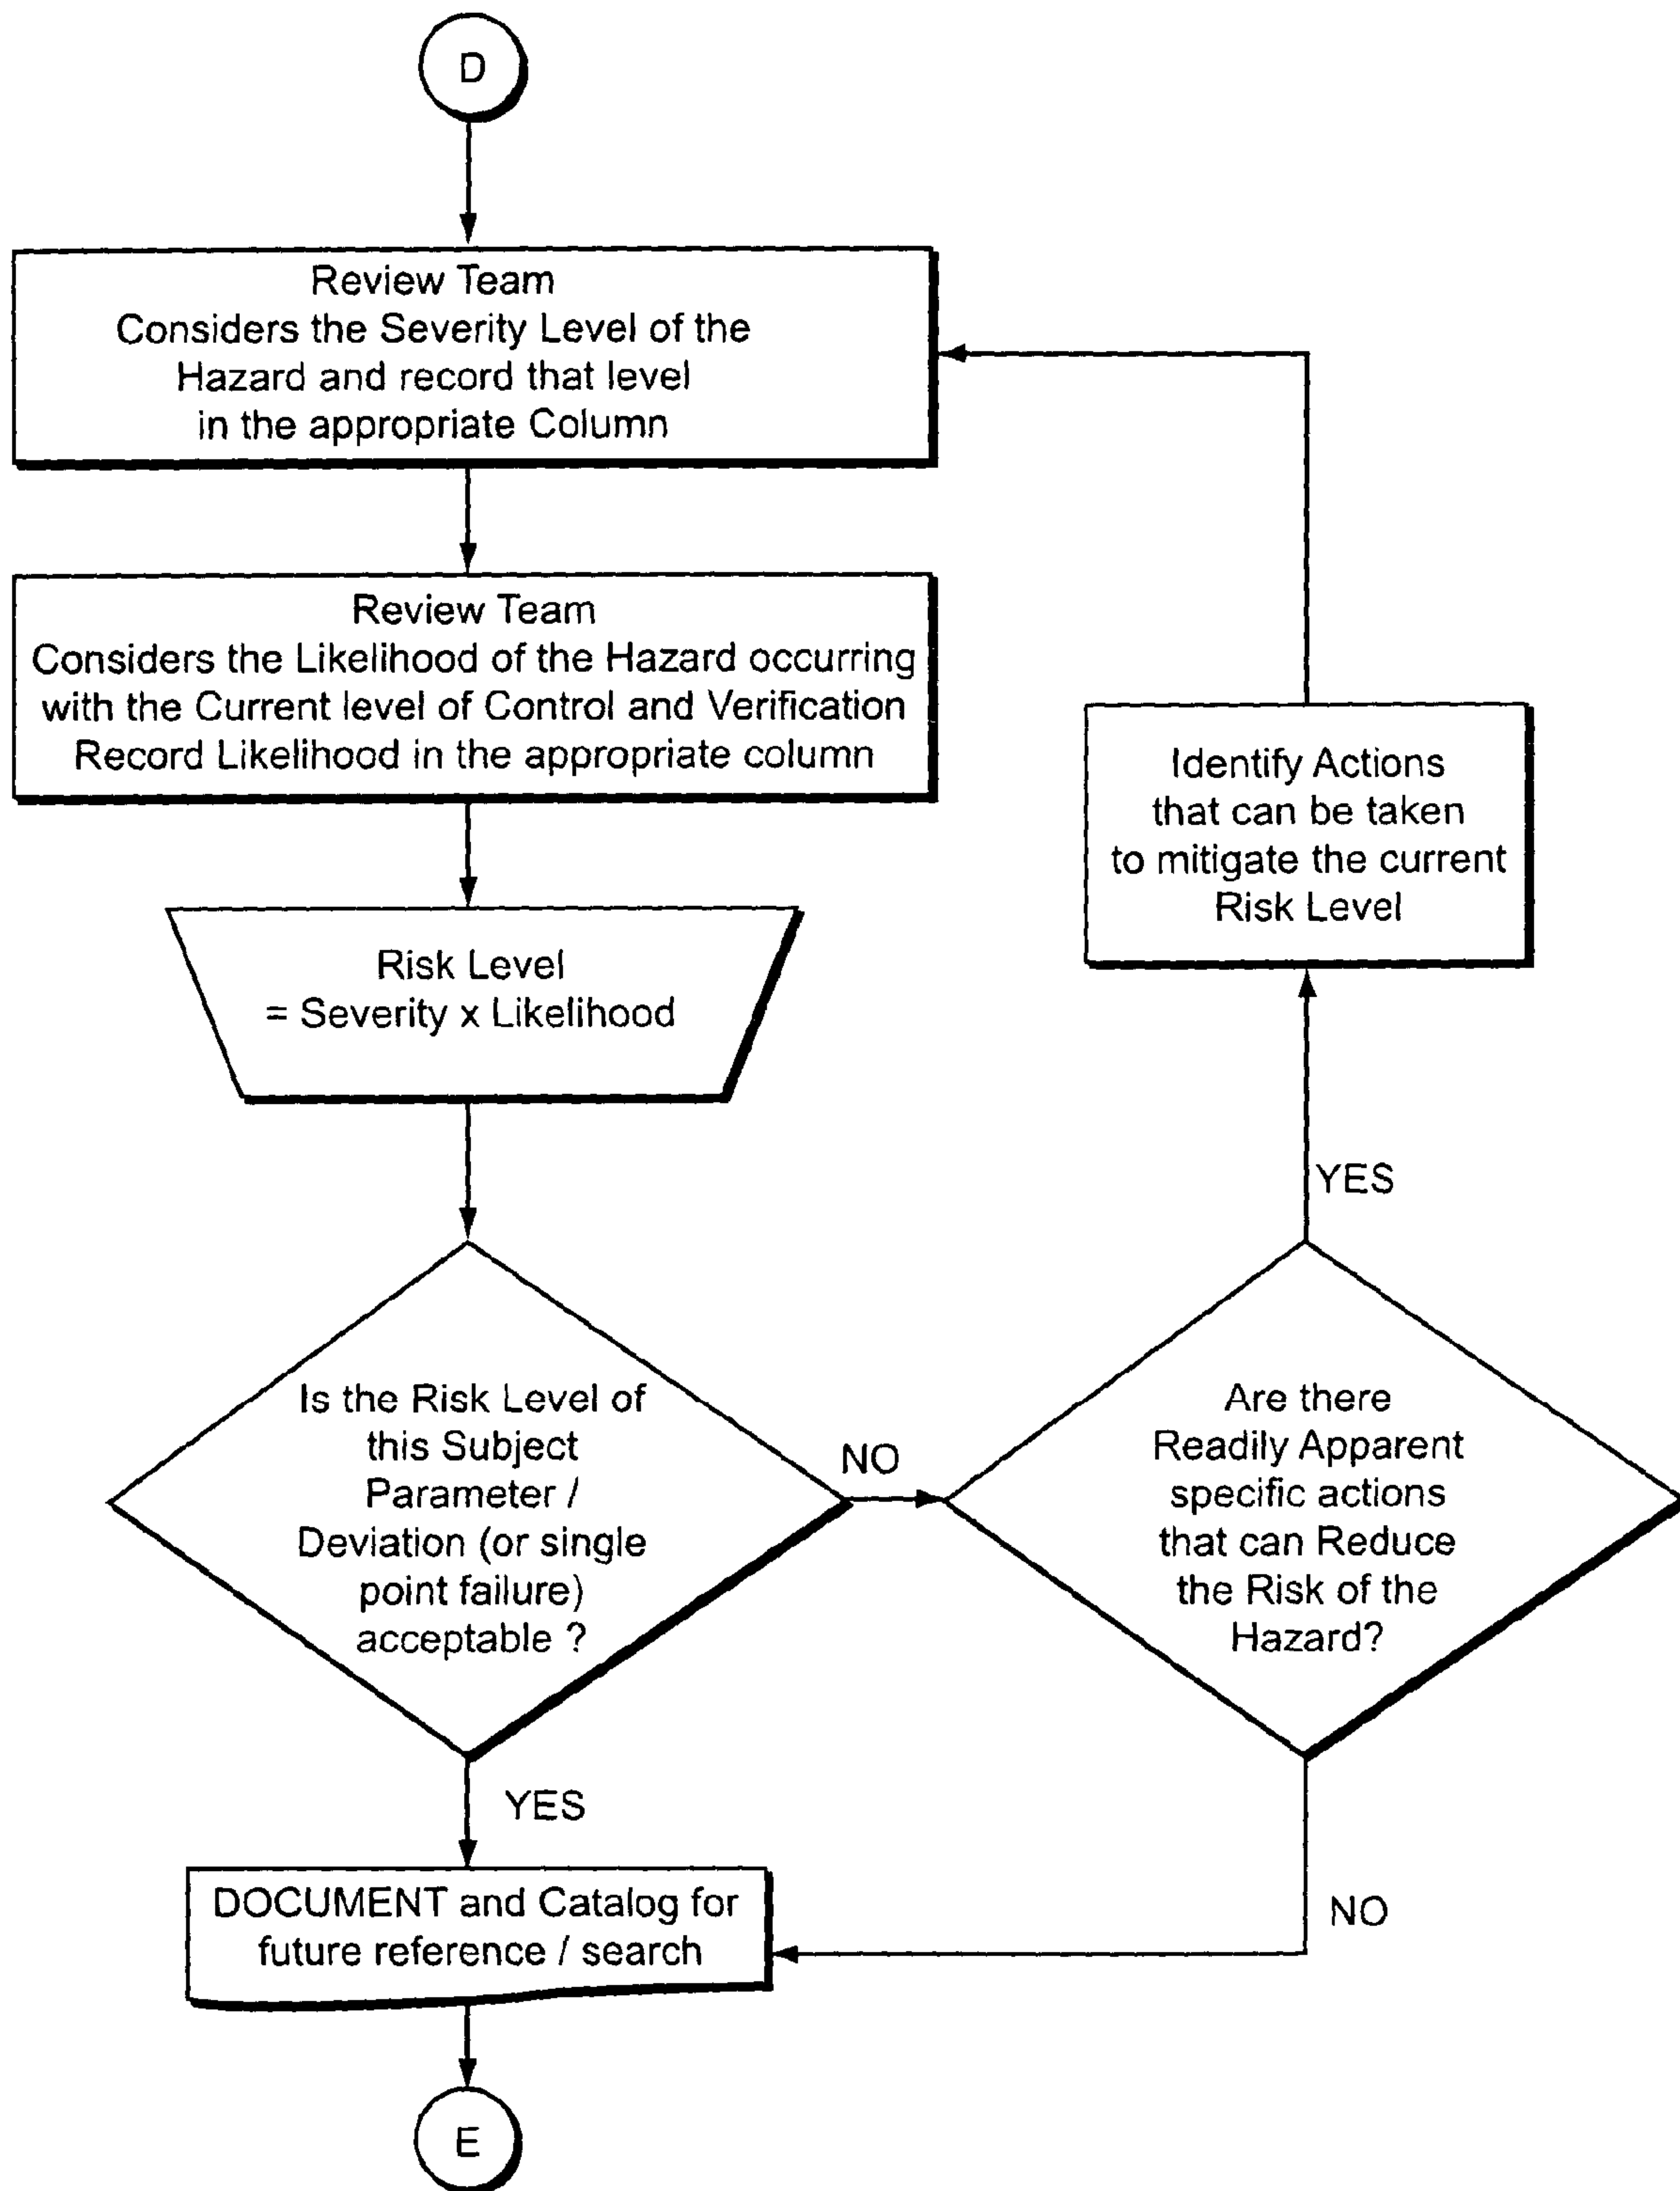 D
Review Team
Considers the Severity Level of the
Hazard and record that level
in the appropriate Column
Review Team
Considers the Likelihood of the Hazard occurring
with the Current level of Control and Verification
Record Likelihood in the appropriate column
Risk Level
= Severity x Likelihood
Is the Risk Level of
this Subject
Parameter /
Deviation (or single
point failure)
acceptable ?
NO
Are there
Readily Apparent
specific actions
that can Reduce
the Risk of the
Hazard?
YES
Identify Actions
that can be taken
to mitigate the current
Risk Level
YES
NO
DOCUMENT and Catalog for
future reference / search
E